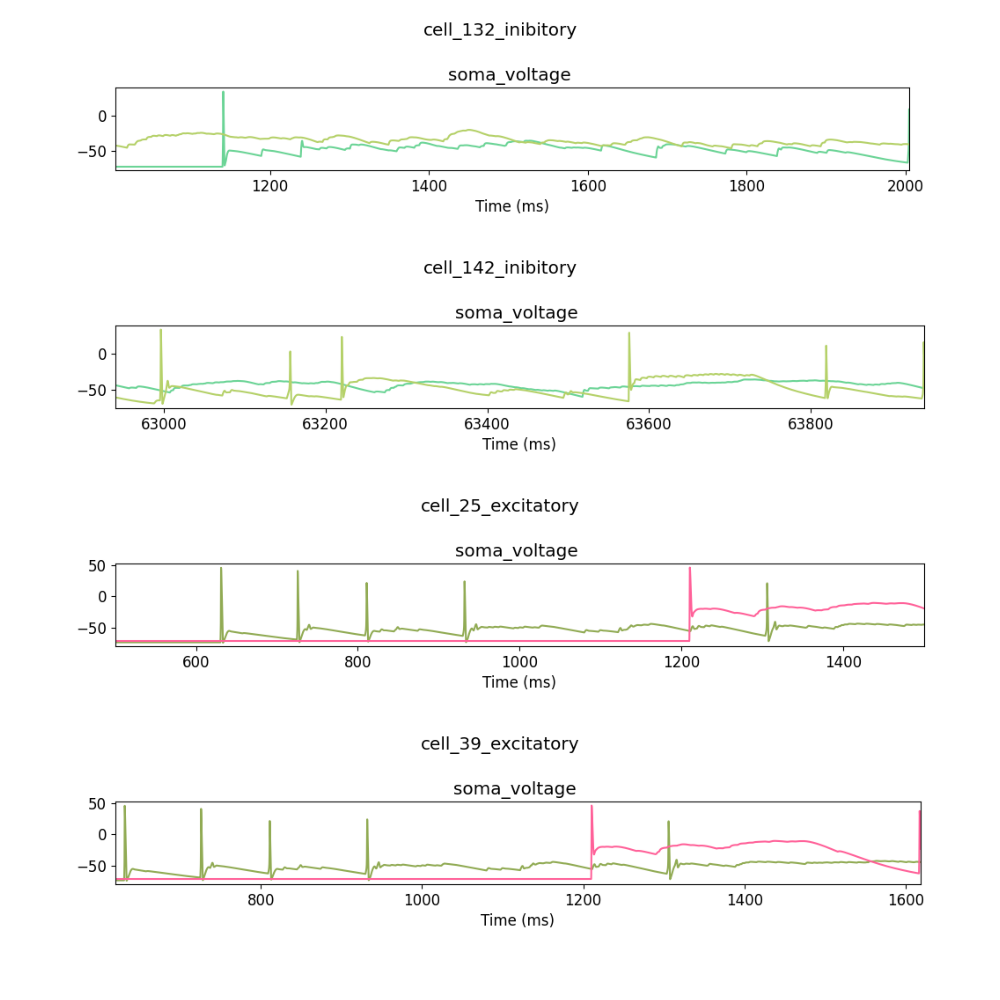 cell_132_inibitory
soma_voltage
0
−50
1200 1400 1600 1800 2000
Time (ms)
cell_142_inibitory
soma_voltage
0
−50
63000 63200 63400 63600 63800
Time (ms)
cell_25_excitatory
soma_voltage
50
0
−50
600 800 1000 1200 1400
Time (ms)
cell_39_excitatory
soma_voltage
50
0
−50
800 1000 1200 1400 1600
Time (ms)